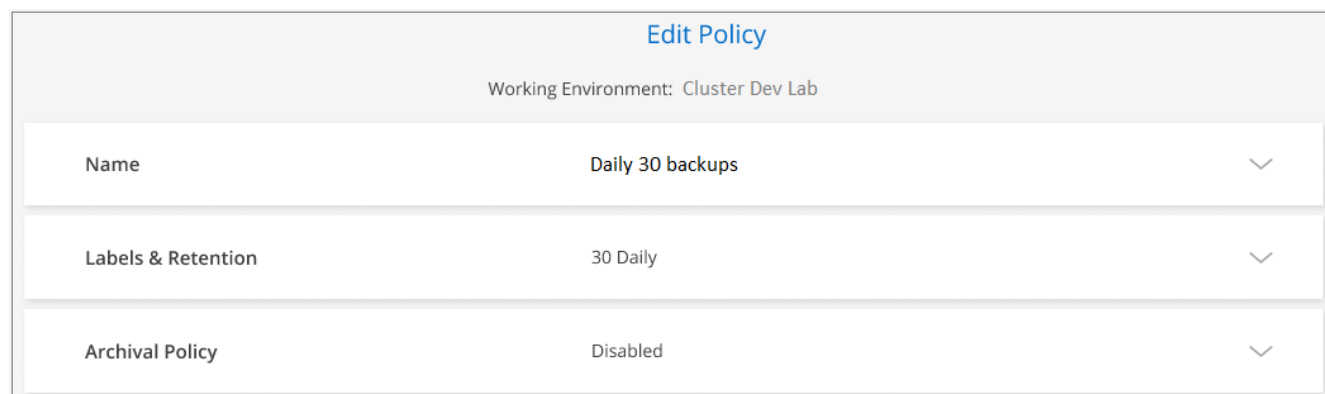 Edit Policy
Working Environment: Cluster Dev Lab
Name Daily 30 backups
Labels & Retention 30 Daily
Archival Policy Disabled